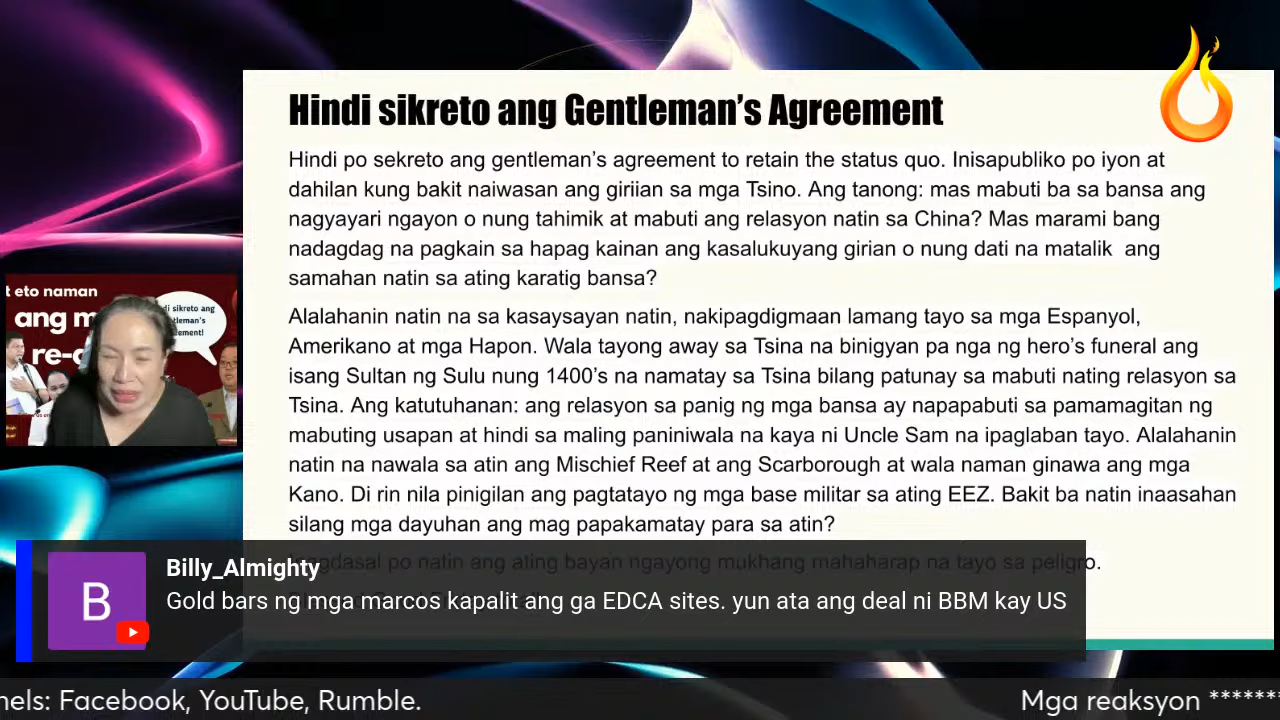 Hindi sikreto ang Gentleman’s Agreement
Hindi po sekreto ang gentleman’s agreement to retain the status quo. Inisapubliko po iyon at
dahilan kung bakit naiwasan ang giriian sa mga Tsino. Ang tanong: mas mabuti ba sa bansa ang
nagyayari ngayon o nung tahimik at mabuti ang relasyon natin sa China? Mas marami bang
nadagdag na pagkain sa hapag kainan ang kasalukuyang girian o nung dati na matalik ang
samahan natin sa ating karatig bansa?
Alalahanin natin na sa kasaysayan natin, nakipagdigmaan lamang tayo sa mga Espanyol,
Amerikano at mga Hapon. Wala tayong away sa Tsina na binigyan pa nga ng hero’s funeral ang
isang Sultan ng Sulu nung 1400’s na namatay sa Tsina bilang patunay sa mabuti nating relasyon sa
Tsina. Ang katutuhanan: ang relasyon sa panig ng mga bansa ay napapabuti sa pamamagitan ng
mabuting usapan at hindi sa maling paniniwala na kaya ni Uncle Sam na ipaglaban tayo. Alalahanin
natin na nawala sa atin ang Mischief Reef at ang Scarborough at wala naman ginawa ang mga
Kano. Di rin nila pinigilan ang pagtatayo ng mga base militar sa ating EEZ. Bakit ba natin inaasahan
silang mga dayuhan ang mag papakamatay para sa atin?
po natin ang ating bayan ngayong mukhang mahaharap na tayo sa peligro.
t eto naman
ang m
re-
di sikreto ang
B
Billy_Almighty
Gold bars ng mga marcos kapalit ang ga EDCA sites. yun ata ang deal ni BBM kay US
nels: Facebook, YouTube, Rumble.
Mga reaksyon *******